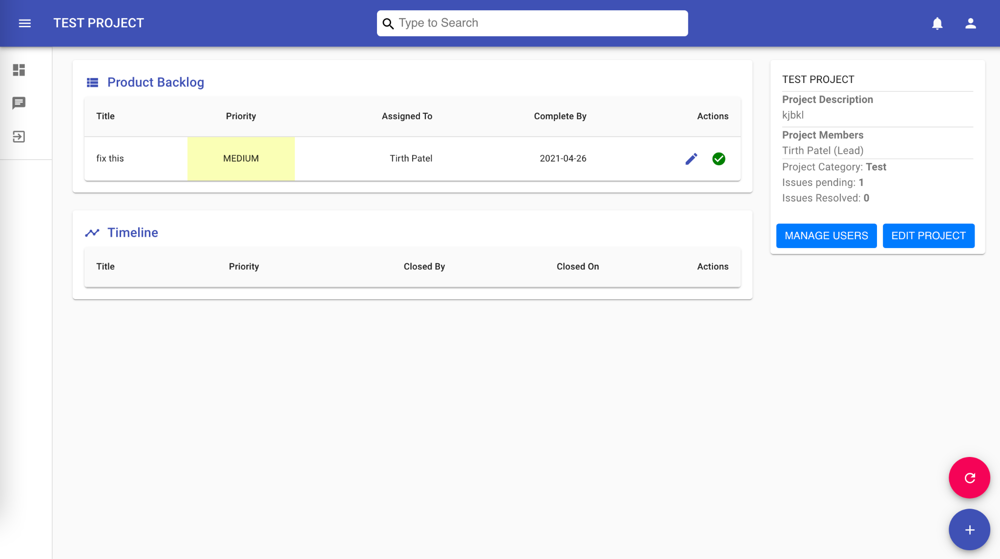 TEST PROJECT
Type to Search
Product Backlog
Title Priority Assigned To Complete By Actions
fix this MEDIUM Tirth Patel 2021-04-26
Timeline
Title Priority Closed By Closed On Actions
TEST PROJECT
Project Description
kjbkl
Project Members
Tirth Patel (Lead)
Project Category: Test
Issues pending: 1
Issues Resolved: 0
MANAGE USERS EDIT PROJECT